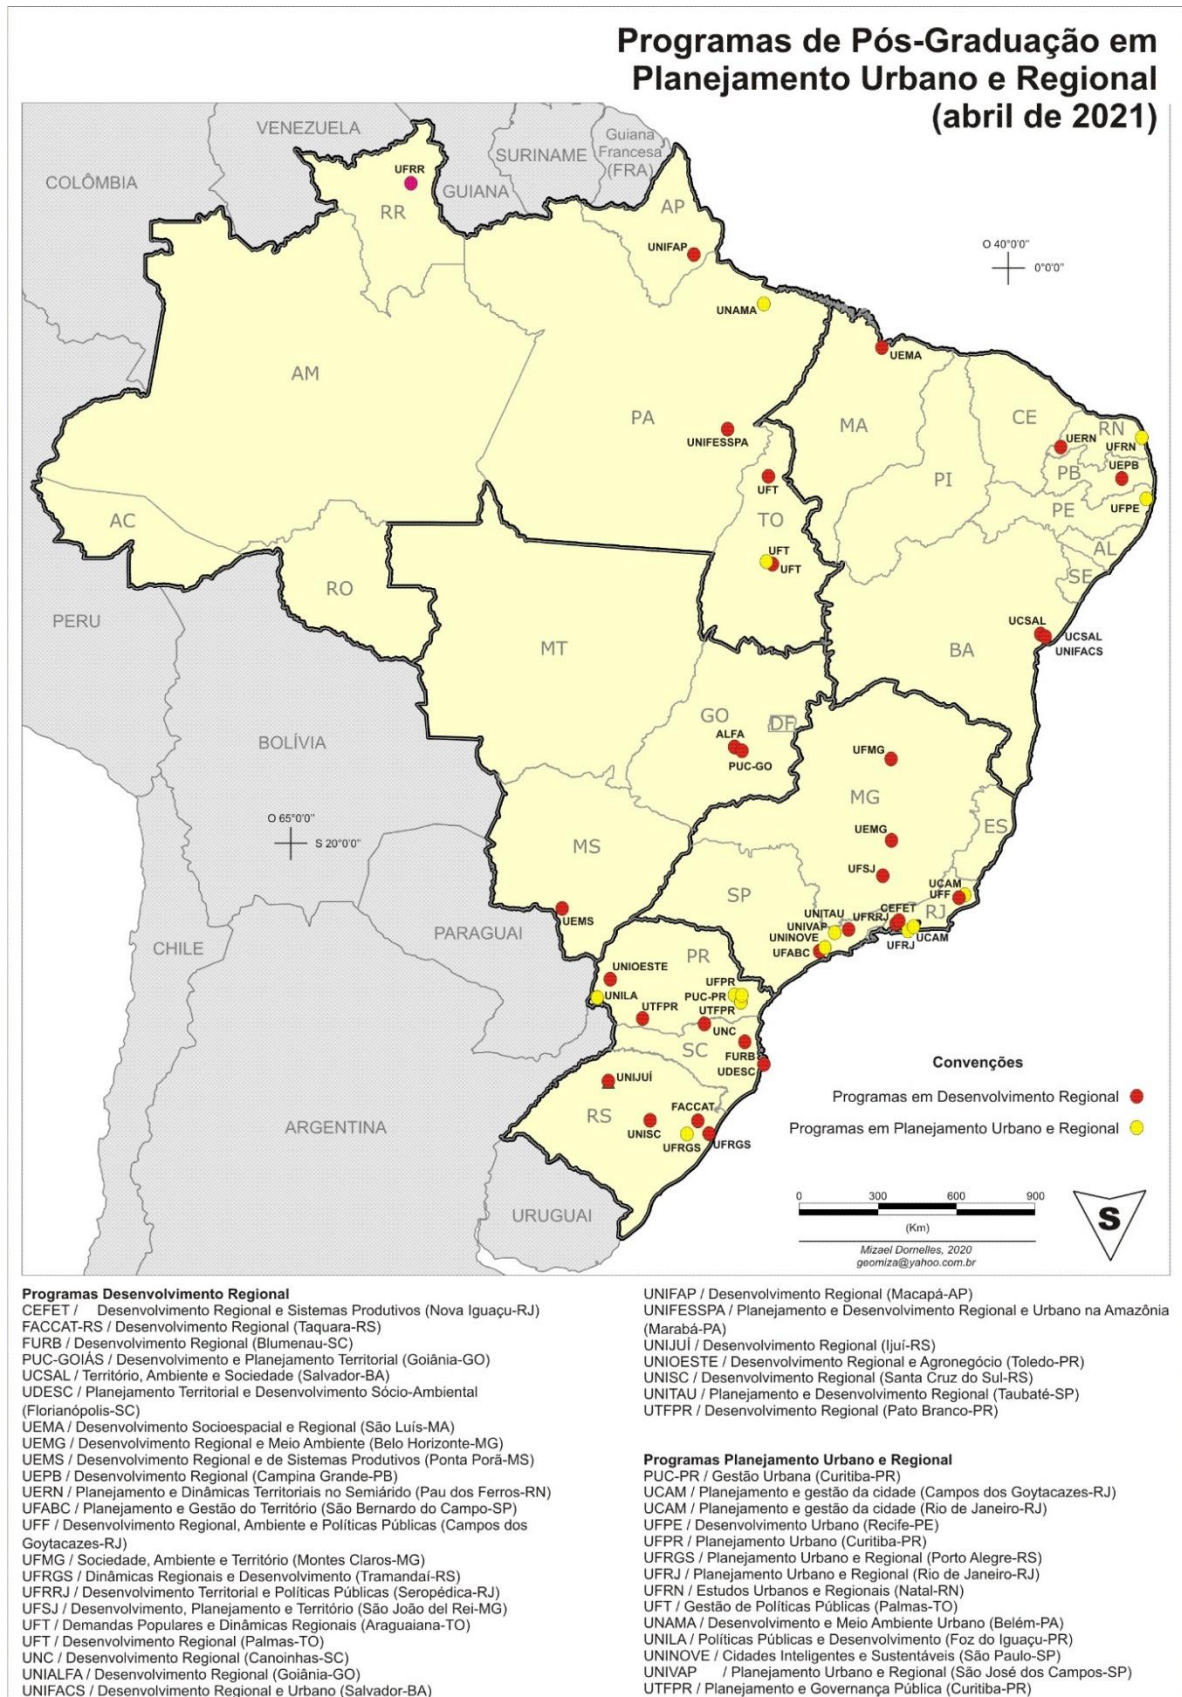 Programas de Pós-Graduação em
Planejamento Urbano e Regional
(abril de 2021)
VENEZUELA
SURINAME
Guiana
Francesa
(FRA)
COLÔMBIA
GUIANA
UFRR
RR
AP
UNIFAP
O 40°0'0"
0°0'0"
UNAMA
UEMA
AM
PA
MA
CE
RN
UERN
UFRN
UNIFESSPA
PB
UEPB
UFT
PI
PE
UFPE
TO
AC
UFT
UFT
AL
SE
RO
PERU
UCSAL
UCSAL
UNIFACS
MT
BA
GO
DF
ALFA
PUC-GO
BOLÍVIA
UFMG
MG
O 65°0'0"
S 20°0'0"
ES
UEMG
MS
UFSJ
SP
UCAM
UFF
UEMS
CEFET
RJ
UNITAU
UFRRJ
UNIVAP
UNINOVE
UCAM
UFRJ
UFABC
PARAGUAI
CHILE
PR
UNIOESTE
UFPR
UNILA
PUC-PR
UTFPR
UTFPR
UNC
SC
FURB
UDESC
UNIJUÍ
RS
FACCAT
UNISC
UFRGS
UFRGS
ARGENTINA
URUGUAI
Convenções
Programas em Desenvolvimento Regional
Programas em Planejamento Urbano e Regional
0 300 600 900
(Km)
S
Mizael Dornelles, 2020
geomiza@yahoo.com.br
Programas Desenvolvimento Regional
CEFET / Desenvolvimento Regional e Sistemas Produtivos (Nova Iguaçu-RJ)
FACCAT-RS / Desenvolvimento Regional (Taquara-RS)
FURB / Desenvolvimento Regional (Blumenau-SC)
PUC-GOIÁS / Desenvolvimento e Planejamento Territorial (Goiânia-GO)
UCSAL / Território, Ambiente e Sociedade (Salvador-BA)
UDESC / Planejamento Territorial e Desenvolvimento Sócio-Ambiental
(Florianópolis-SC)
UEMA / Desenvolvimento Socioespacial e Regional (São Luís-MA)
UEMG / Desenvolvimento Regional e Meio Ambiente (Belo Horizonte-MG)
UEMS / Desenvolvimento Regional e de Sistemas Produtivos (Ponta Porã-MS)
UEPB / Desenvolvimento Regional (Campina Grande-PB)
UERN / Planejamento e Dinâmicas Territoriais no Semiárido (Pau dos Ferros-RN)
UFABC / Planejamento e Gestão do Território (São Bernardo do Campo-SP)
UFF / Desenvolvimento Regional, Ambiente e Políticas Públicas (Campos dos
Goytacazes-RJ)
UFMG / Sociedade, Ambiente e Território (Montes Claros-MG)
UFRGS / Dinâmicas Regionais e Desenvolvimento (Tramandaí-RS)
UFRRJ / Desenvolvimento Territorial e Políticas Públicas (Seropédica-RJ)
UFSJ / Desenvolvimento, Planejamento e Território (São João del Rei-MG)
UFT / Demandas Populares e Dinâmicas Regionais (Araguaiana-TO)
UFT / Desenvolvimento Regional (Palmas-TO)
UNC / Desenvolvimento Regional (Canoinhas-SC)
UNIALFA / Desenvolvimento Regional (Goiânia-GO)
UNIFACS / Desenvolvimento Regional e Urbano (Salvador-BA)
UNIFAP / Desenvolvimento Regional (Macapá-AP)
UNIFESSPA / Planejamento e Desenvolvimento Regional e Urbano na Amazônia
(Marabá-PA)
UNIJUÍ / Desenvolvimento Regional (Ijuí-RS)
UNIOESTE / Desenvolvimento Regional e Agronegócio (Toledo-PR)
UNISC / Desenvolvimento Regional (Santa Cruz do Sul-RS)
UNITAU / Planejamento e Desenvolvimento Regional (Taubaté-SP)
UTFPR / Desenvolvimento Regional (Pato Branco-PR)
Programas Planejamento Urbano e Regional
PUC-PR / Gestão Urbana (Curitiba-PR)
UCAM / Planejamento e gestão da cidade (Campos dos Goytacazes-RJ)
UCAM / Planejamento e gestão da cidade (Rio de Janeiro-RJ)
UFPE / Desenvolvimento Urbano (Recife-PE)
UFPR / Planejamento Urbano (Curitiba-PR)
UFRGS / Planejamento Urbano e Regional (Porto Alegre-RS)
UFRJ / Planejamento Urbano e Regional (Rio de Janeiro-RJ)
UFRN / Estudos Urbanos e Regionais (Natal-RN)
UFT / Gestão de Políticas Públicas (Palmas-TO)
UNAMA / Desenvolvimento e Meio Ambiente Urbano (Belém-PA)
UNILA / Políticas Públicas e Desenvolvimento (Foz do Iguaçu-PR)
UNINOVE / Cidades Inteligentes e Sustentáveis (São Paulo-SP)
UNIVAP / Planejamento Urbano e Regional (São José dos Campos-SP)
UTFPR / Planejamento e Governança Pública (Curitiba-PR)